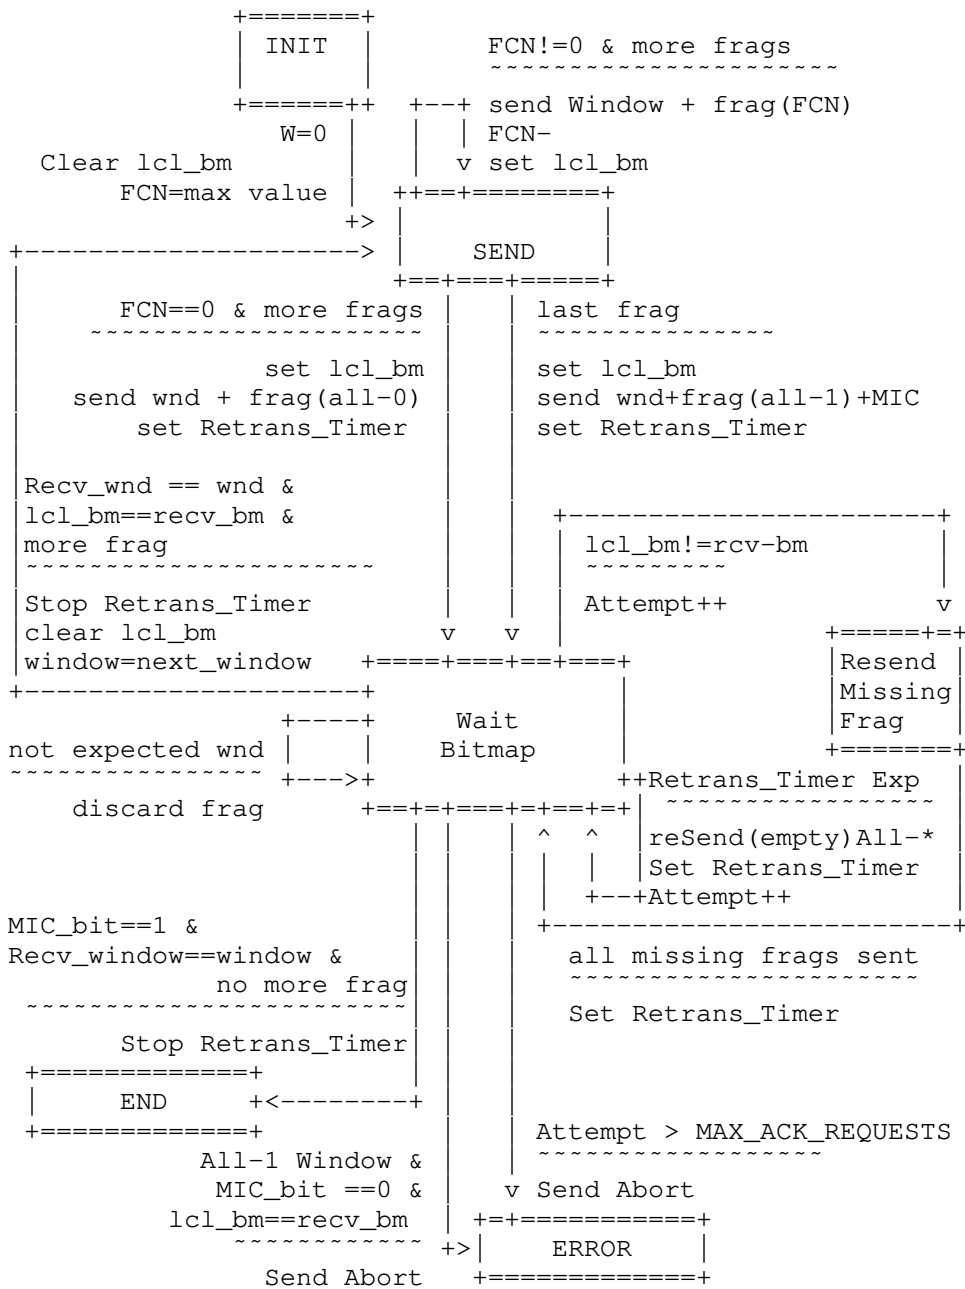 +=======+
             | INIT  |       FCN!=0 & more frags
             |       |       ~~~~~~~~~~~~~~~~~~~~~~
             +======++  +--+ send Window + frag(FCN)
                W=0 |   |  | FCN-
 Clear lcl_bm       |   |  v set lcl_bm
      FCN=max value |  ++==+========+
                    +> |            |
+--------------------->|    SEND    |
|                      +==+===+=====+
|      FCN==0 & more frags |   | last frag
|    ~~~~~~~~~~~~~~~~~~~~~ |   | ~~~~~~~~~~~~~~~
|               set lcl_bm |   | set lcl_bm
|   send wnd + frag(all-0) |   | send wnd+frag(all-1)+MIC
|       set Retrans_Timer  |   | set Retrans_Timer
|                          |   |
|Recv_wnd == wnd &         |   |
|lcl_bm==recv_bm &         |   |  +-----------------------+
|more frag                 |   |  | lcl_bm!=rcv-bm        |
|~~~~~~~~~~~~~~~~~~~~~~    |   |  | ~~~~~~~~~             |
|Stop Retrans_Timer        |   |  | Attempt++             v
|clear lcl_bm              v   v  |                +=====+=+
|window=next_window   +====+===+==+===+            |Resend |
+---------------------+               |            |Missing|
                 +----+     Wait      |            |Frag   |
not expected wnd |    |    Bitmap     |            +=======+
~~~~~~~~~~~~~~~~ +--->+               ++Retrans_Timer Exp  |
    discard frag      +==+=+===+=+==+=+| ~~~~~~~~~~~~~~~~~ |
                         | |   | ^  ^  |reSend(empty)All-* |
                         | |   | |  |  |Set Retrans_Timer  |
                         | |   | |  +--+Attempt++          |
MIC_bit==1 &             | |   | +-------------------------+
Recv_window==window &    | |   |   all missing frags sent
             no more frag| |   |   ~~~~~~~~~~~~~~~~~~~~~~
 ~~~~~~~~~~~~~~~~~~~~~~~~| |   |   Set Retrans_Timer
       Stop Retrans_Timer| |   |
 +=============+         | |   |
 |     END     +<--------+ |   |
 +=============+           |   | Attempt > MAX_ACK_REQUESTS
            All-1 Window & |   | ~~~~~~~~~~~~~~~~~~
             MIC_bit ==0 & |   v Send Abort
          lcl_bm==recv_bm  | +=+===========+
              ~~~~~~~~~~~~ +>|    ERROR    |
                Send Abort   +=============+